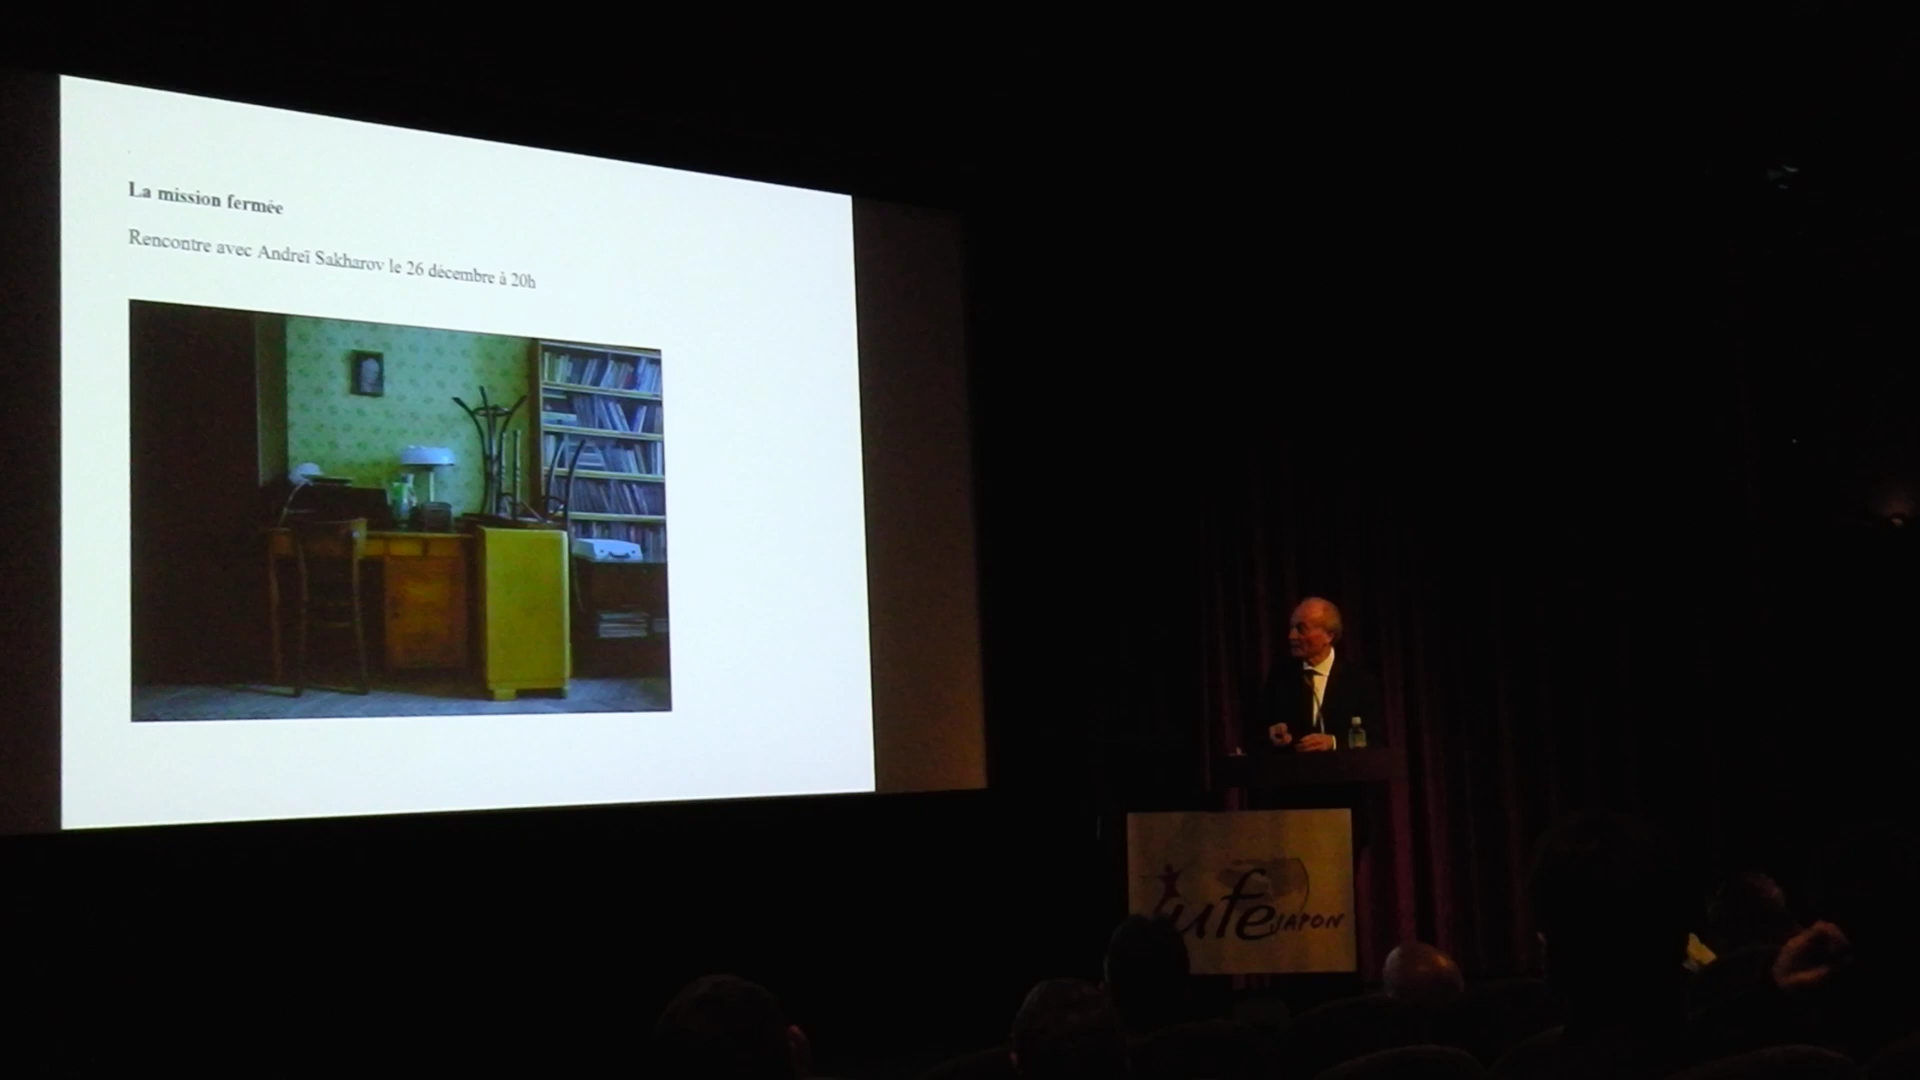 La mission fermée
Rencontre avec Andreï Sakharov le 26 décembre à 20h
ufe JAPON